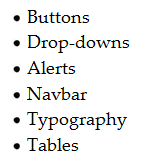 • Buttons
• Drop-downs
• Alerts
• Navbar
• Typography
• Tables